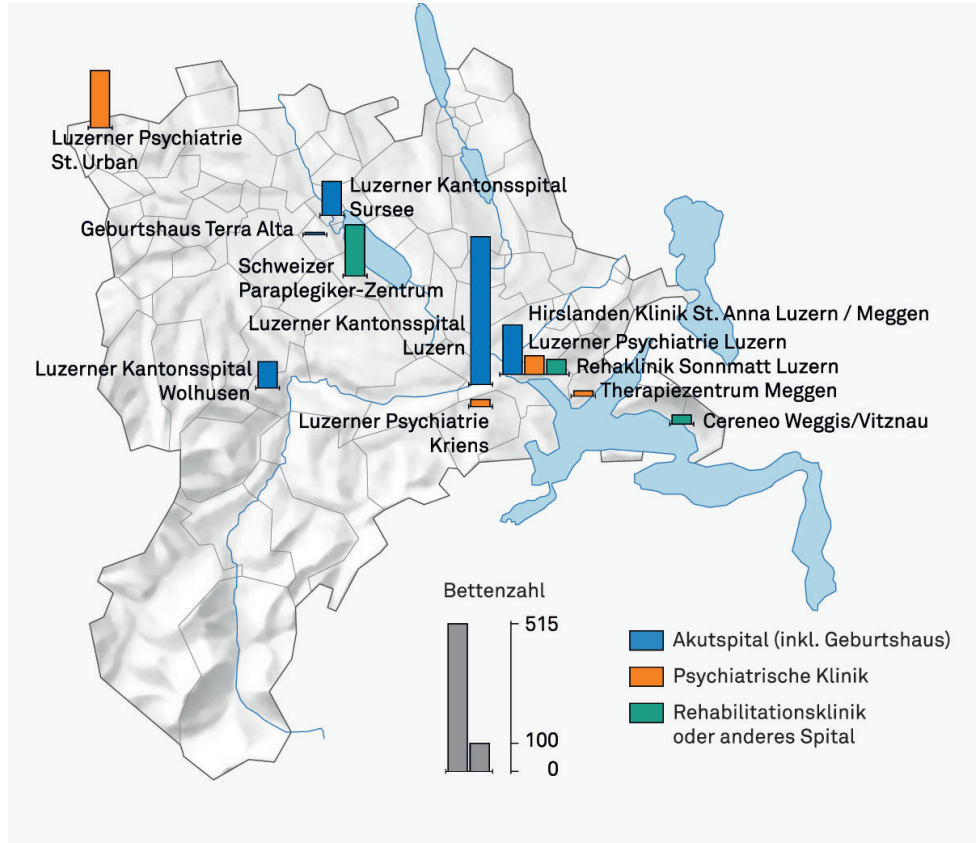 Luzerner Psychiatrie
St. Urban
Luzerner Kantonsspital
Sursee
Geburtshaus Terra Alta
Schweizer
Paraplegiker-Zentrum
Luzerner Kantonsspital
Luzern
Hirslanden Klinik St. Anna Luzern / Meggen
Luzerner Psychiatrie Luzern
Rehaklinik Sonnmatt Luzern
Therapiezentrum Meggen
Luzerner Kantonsspital
Wolhusen
Luzerner Psychiatrie
Kriens
Cereneo Weggis/Vitznau
Bettenzahl
515
100
0
Akutspital (inkl. Geburtshaus)
Psychiatrische Klinik
Rehabilitationsklinik
oder anderes Spital